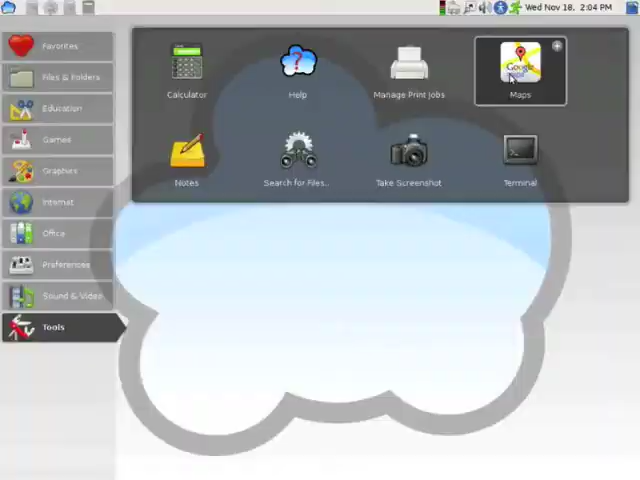 Wed Nov 18, 2:04 PM
Favorites
Files & Folders
Education
Games
Graphics
Internet
Office
Preferences
Sound & Video
Tools
Calculator
Help
Manage Print Jobs
Google
Maps
Notes
Search for Files..
Take Screenshot
Terminal